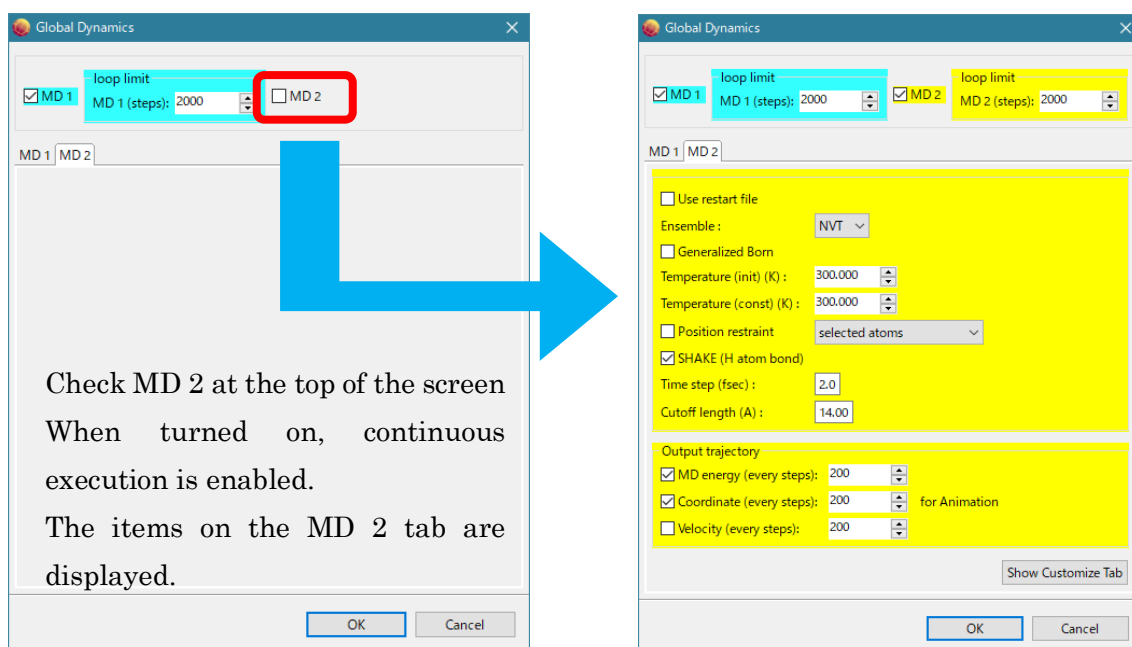 Global Dynamics
loop limit
MD 1
MD 1 (steps): 2000
MD 2
MD 1 MD 2
Check MD 2 at the top of the screen
When turned on, continuous
execution is enabled.
The items on the MD 2 tab are
displayed.
OK Cancel
Global Dynamics
loop limit loop limit
MD 1 MD 1 (steps): 2000 MD 2 MD 2 (steps): 2000
MD 1 MD 2
Use restart file
Ensemble : NVT
Generalized Born
Temperature (init) (K) : 300.000
Temperature (const) (K) : 300.000
Position restraint selected atoms
SHAKE (H atom bond)
Time step (fsec) : 2.0
Cutoff length (A) : 14.00
Output trajectory
MD energy (every steps): 200
Coordinate (every steps): 200 for Animation
Velocity (every steps): 200
Show Customize Tab
OK Cancel